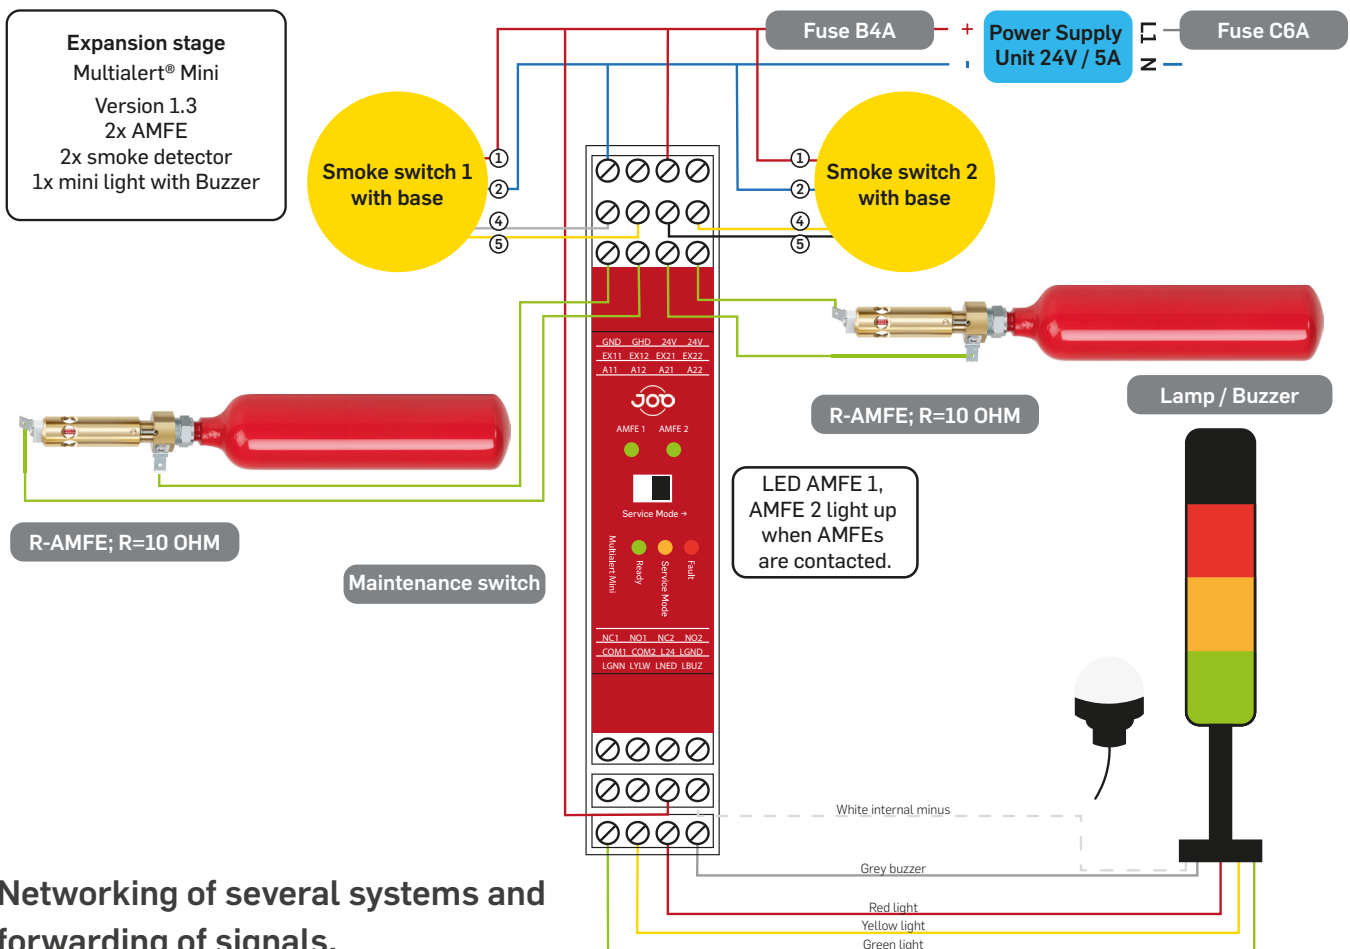 Expansion stage
Multialert® Mini
Version 1.3
2x AMFE
2x smoke detector
1x mini light with Buzzer
Fuse B4A
+
-
Power Supply
Unit 24V / 5A
L1
N
Fuse C6A
Smoke switch 1
with base
1
2
4
5
1
2
4
5
Smoke switch 2
with base
GND GHD 24V 24V
EX11 EX12 EX21 EX22
A11 A12 A21 A22
JOB
AMFE 1 AMFE 2
Service Mode →
Multialert Mini
Ready
Service Mode
Fault
NC1 NO1 NC2 NO2
COM1 COM2 L24 LGND
LGNN LYLW LNED LBUZ
R-AMFE; R=10 OHM
R-AMFE; R=10 OHM
Maintenance switch
LED AMFE 1,
AMFE 2 light up
when AMFEs
are contacted.
Lamp / Buzzer
White internal minus
Grey buzzer
Red light
Yellow light
Green light
Networking of several systems and
forwarding of signals.